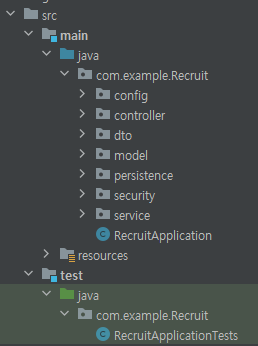 src
main
java
com.example.Recruit
config
controller
dto
model
persistence
security
service
RecruitApplication
resources
test
java
com.example.Recruit
RecruitApplicationTests